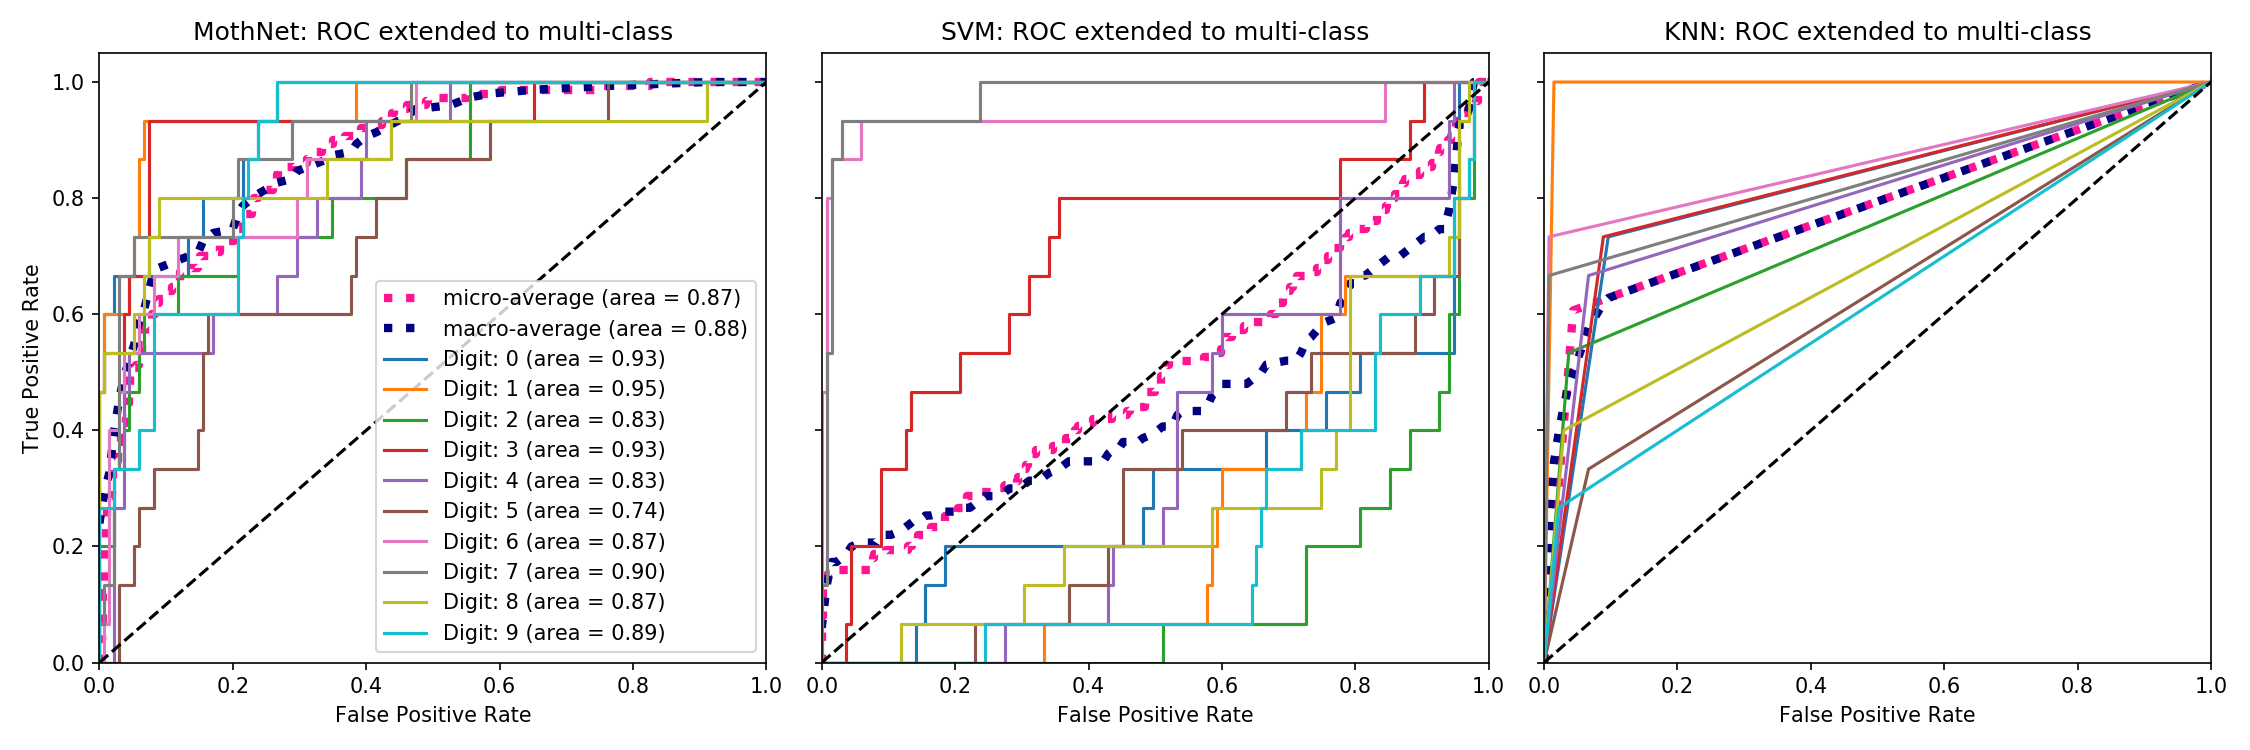 MothNet: ROC extended to multi-class
SVM: ROC extended to multi-class
KNN: ROC extended to multi-class
True Positive Rate
1.0
0.8
0.6
0.4
0.2
0.0
micro-average (area = 0.87)
macro-average (area = 0.88)
Digit: 0 (area = 0.93)
Digit: 1 (area = 0.95)
Digit: 2 (area = 0.83)
Digit: 3 (area = 0.93)
Digit: 4 (area = 0.83)
Digit: 5 (area = 0.74)
Digit: 6 (area = 0.87)
Digit: 7 (area = 0.90)
Digit: 8 (area = 0.87)
Digit: 9 (area = 0.89)
0.0 0.2 0.4 0.6 0.8 1.0
0.0 0.2 0.4 0.6 0.8 1.0
0.0 0.2 0.4 0.6 0.8 1.0
False Positive Rate
False Positive Rate
False Positive Rate